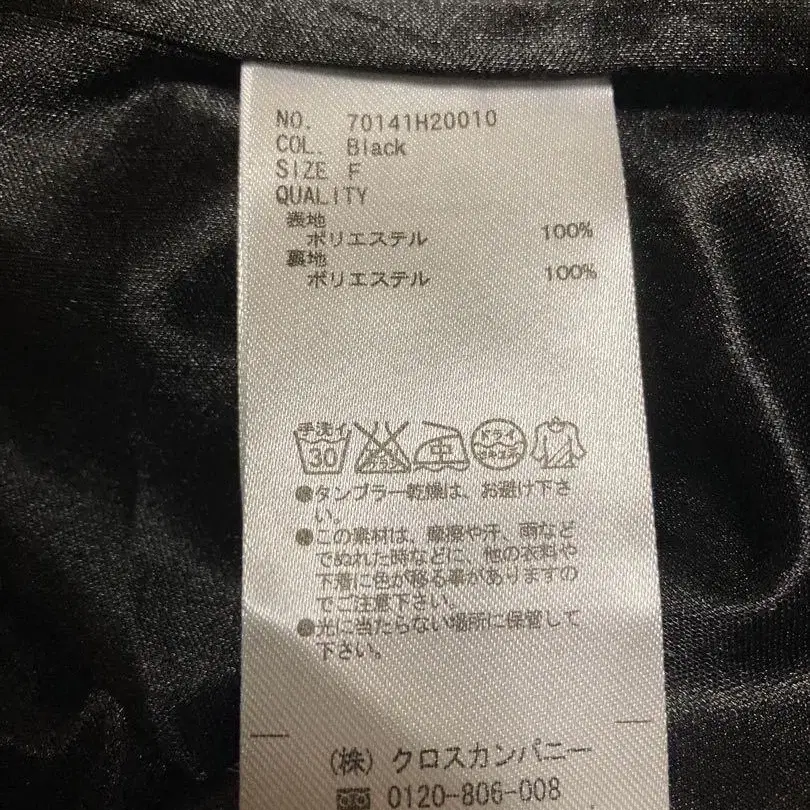 NO. 70141H20010
COL. Black
SIZE F
QUALITY
表地
ポリエステル 100%
裏地
ポリエステル 100%
手洗イ
30
中
ドライ
●タンブラー乾燥は、お避け下さ
い。
●この素材は、摩擦や汗、雨など
でぬれた時などに、他の衣料や
下着に色が移る事がありますの
でご注意下さい。
●光に当たらない場所に保管して
下さい。
(株) クロスカンパニー
0120-806-008